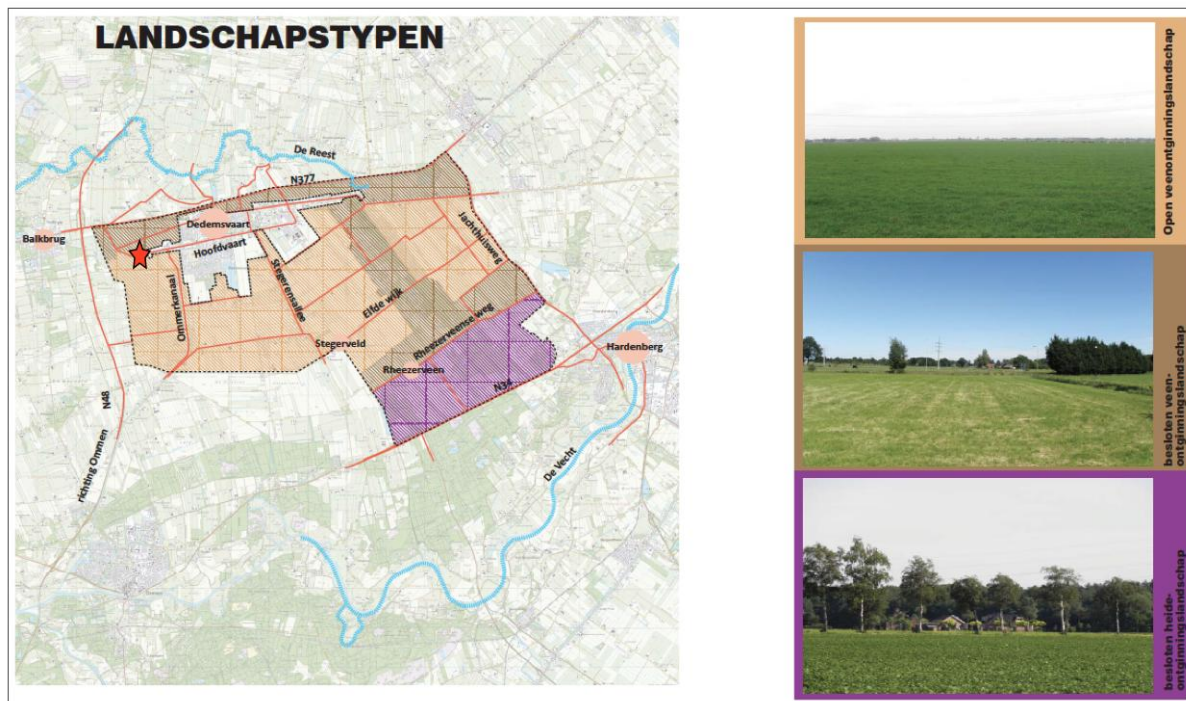 LANDSCHAPSTYPEN
De Reest
N377
Balkbrug
Dedemsvaart
Hoofdvaart
Jachthuisweg
Ommerkanaal
Stegerensallee
Elfde wijk
Stegerveld
Rheezerveense weg
Rheezerveen
Hardenberg
N34
N48
richting Ommen
De Vecht
Open veenontginningslandschap
besloten veen-
ontginningslandschap
besloten heide-
ontginningslandschap